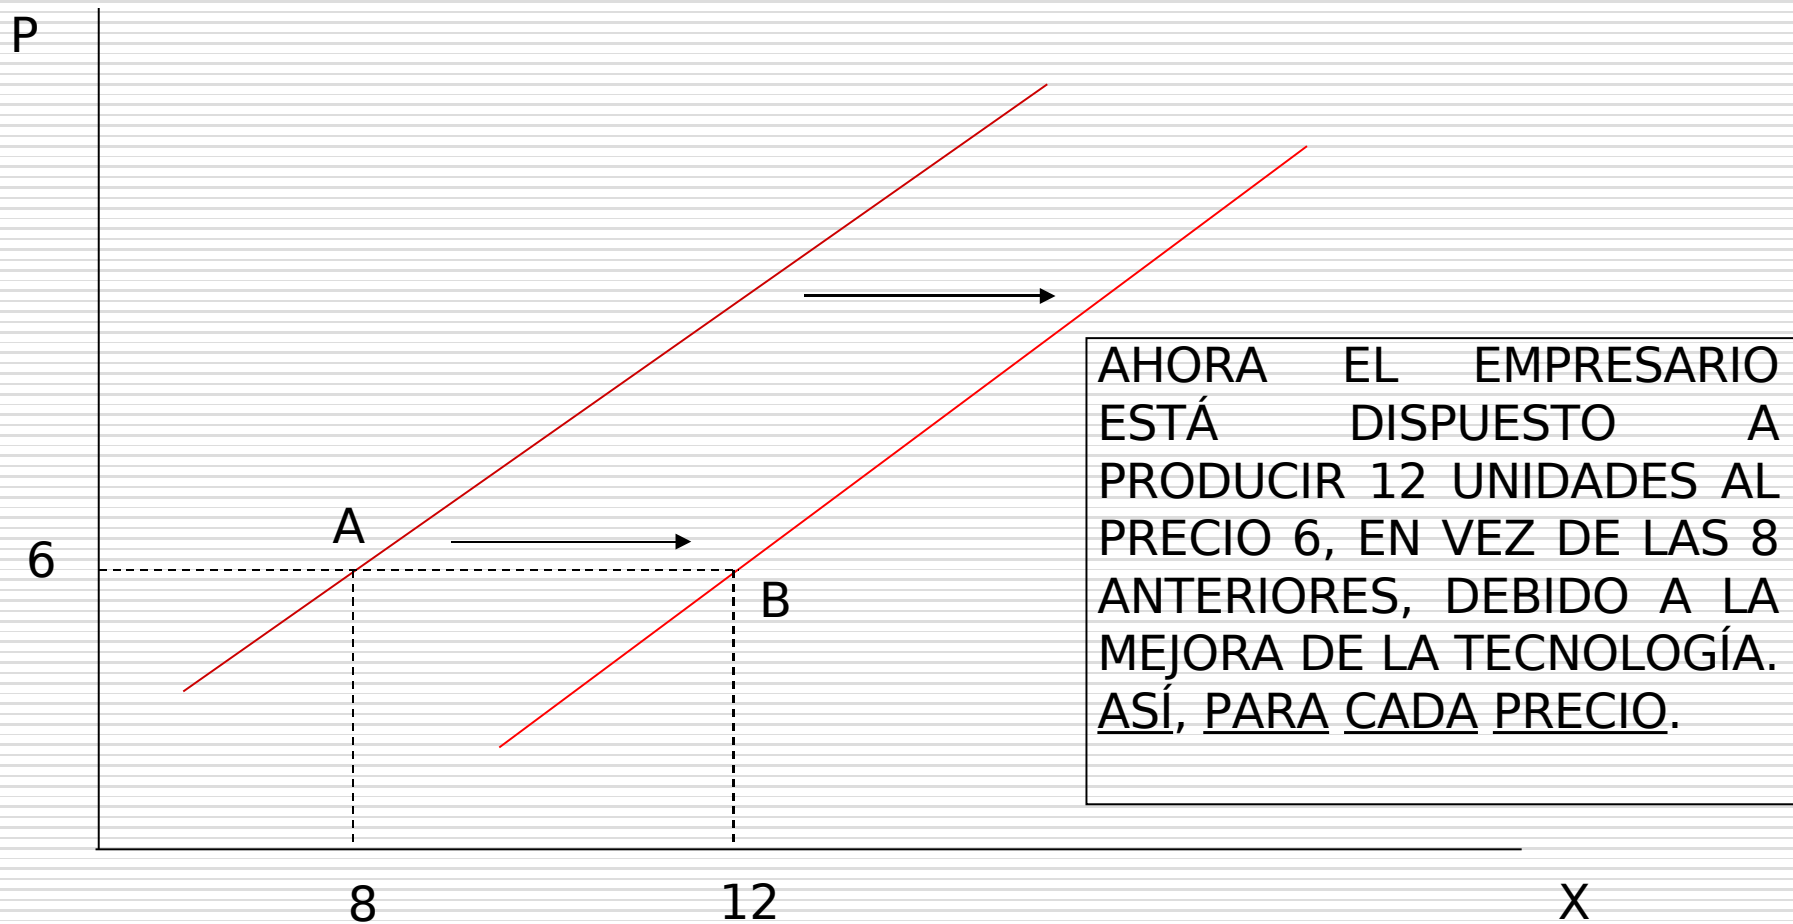 P
AHORA EL EMPRESARIO
ESTÁ DISPUESTO A
PRODUCIR 12 UNIDADES AL
PRECIO 6, EN VEZ DE LAS 8
ANTERIORES, DEBIDO A LA
MEJORA DE LA TECNOLOGÍA.
ASÍ, PARA CADA PRECIO.
A
6
B
8
12
X